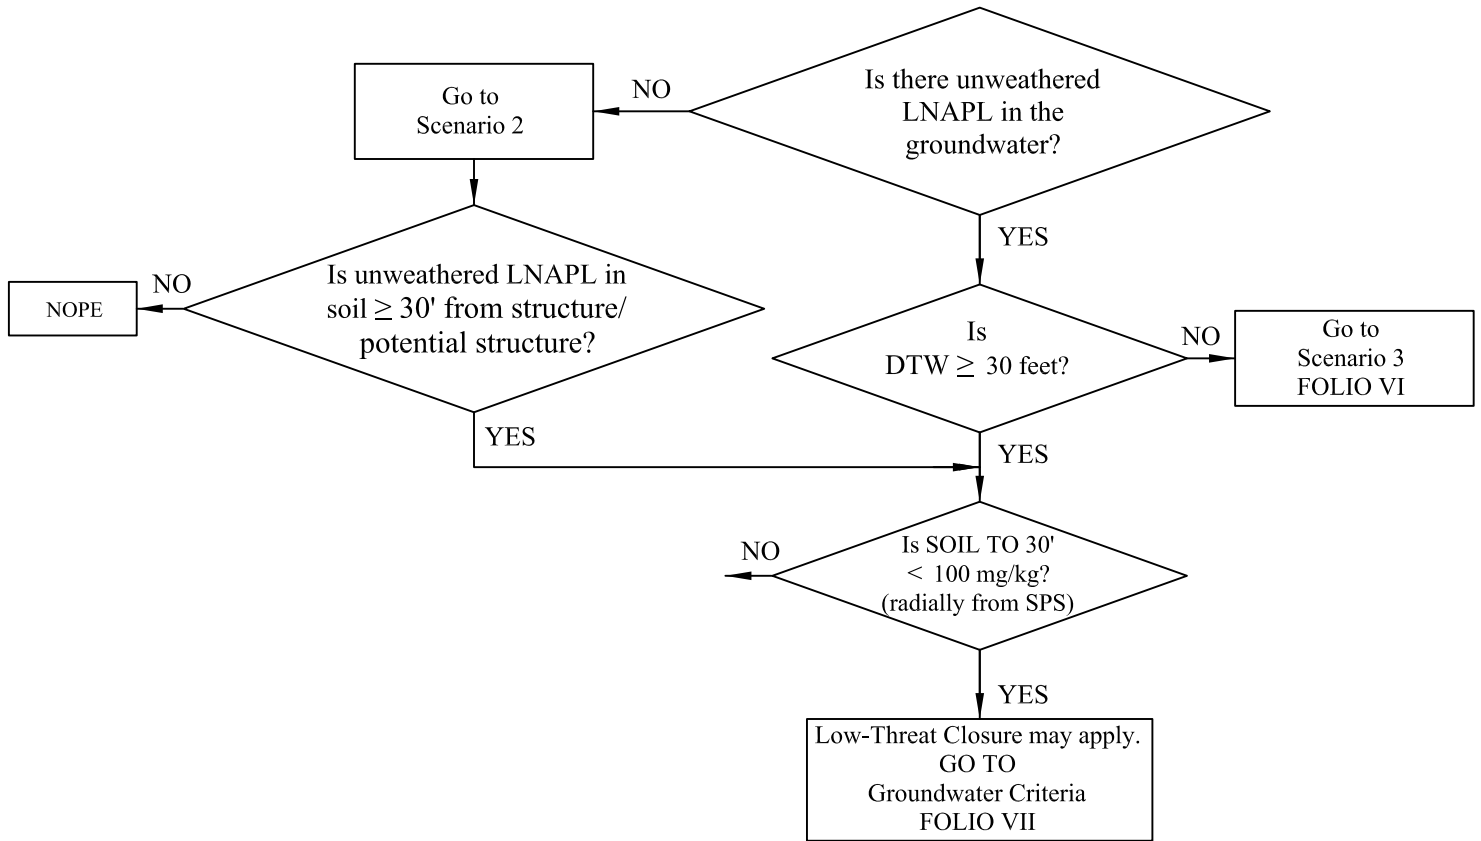 Is there unweathered
LNAPL in the
groundwater?
NO
Go to
Scenario 2
YES
Is unweathered LNAPL in
soil ≥ 30' from structure/
potential structure?
NO
NOPE
YES
Is
DTW ≥ 30 feet?
NO
Go to
Scenario 3
FOLIO VI
YES
Is SOIL TO 30'
< 100 mg/kg?
(radially from SPS)
NO
YES
Low-Threat Closure may apply.
GO TO
Groundwater Criteria
FOLIO VII